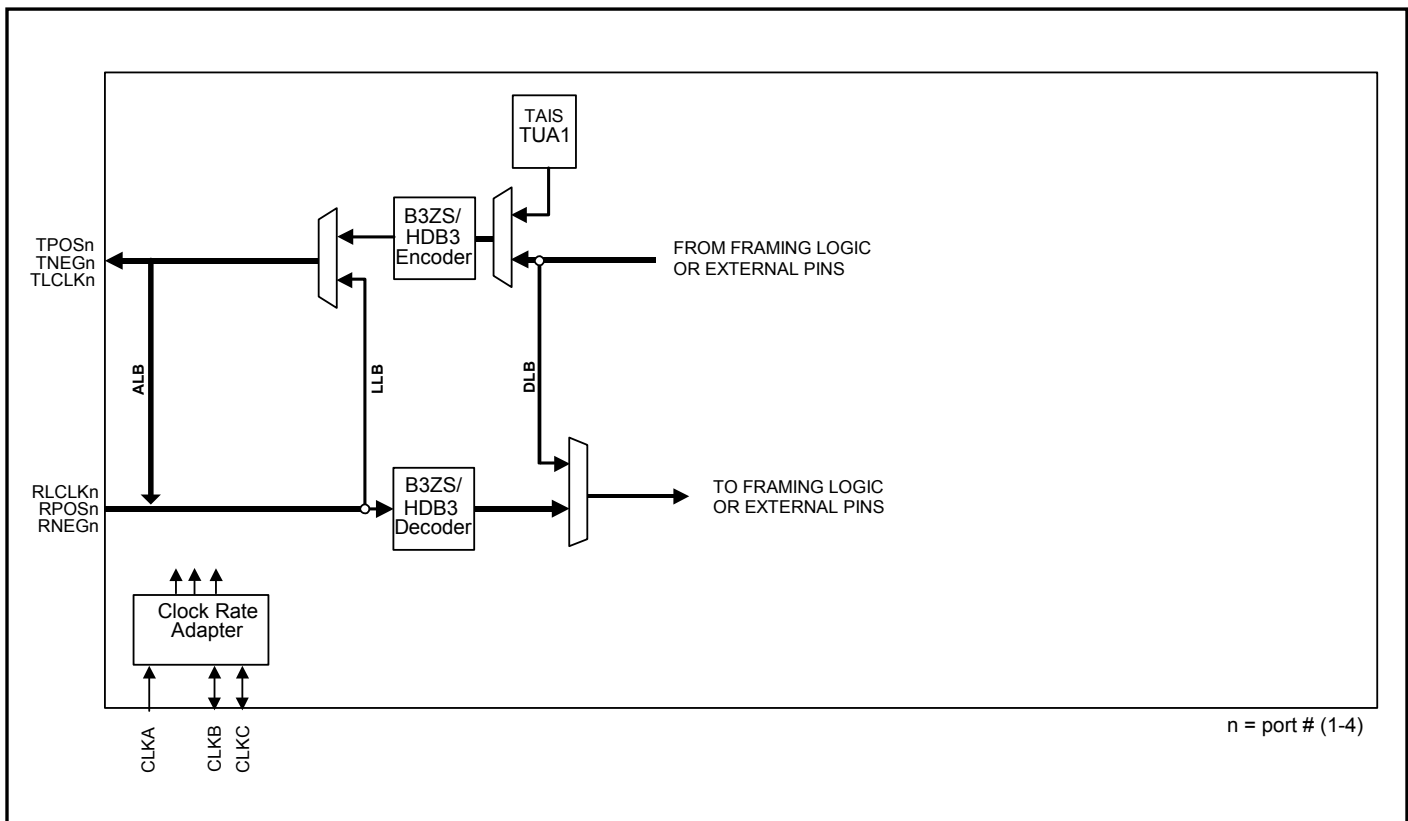 TAIS
TUA1
B3ZS/
HDB3
Encoder
TPOSn
TNEGn
TLCLKn
FROM FRAMING LOGIC
OR EXTERNAL PINS
ALB
LLB
DLB
RLCLKn
RPOSn
RNEGn
B3ZS/
HDB3
Decoder
TO FRAMING LOGIC
OR EXTERNAL PINS
Clock Rate
Adapter
CLKA
CLKB
CLKC
n = port # (1-4)